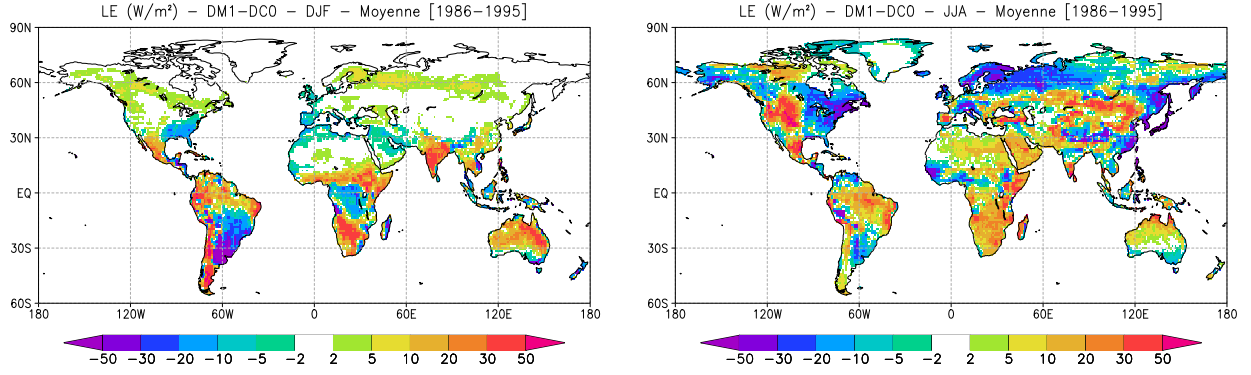 LE (W/m²) − DM1−DC0 − DJF − Moyenne [1986−1995]
90N
60N
30N
EQ
30S
60S
180 120W 60W 0 60E 120E 180
−50 −30 −20 −10 −5 −2 2 5 10 20 30 50
LE (W/m²) − DM1−DC0 − JJA − Moyenne [1986−1995]
90N
60N
30N
EQ
30S
60S
180 120W 60W 0 60E 120E 180
−50 −30 −20 −10 −5 −2 2 5 10 20 30 50